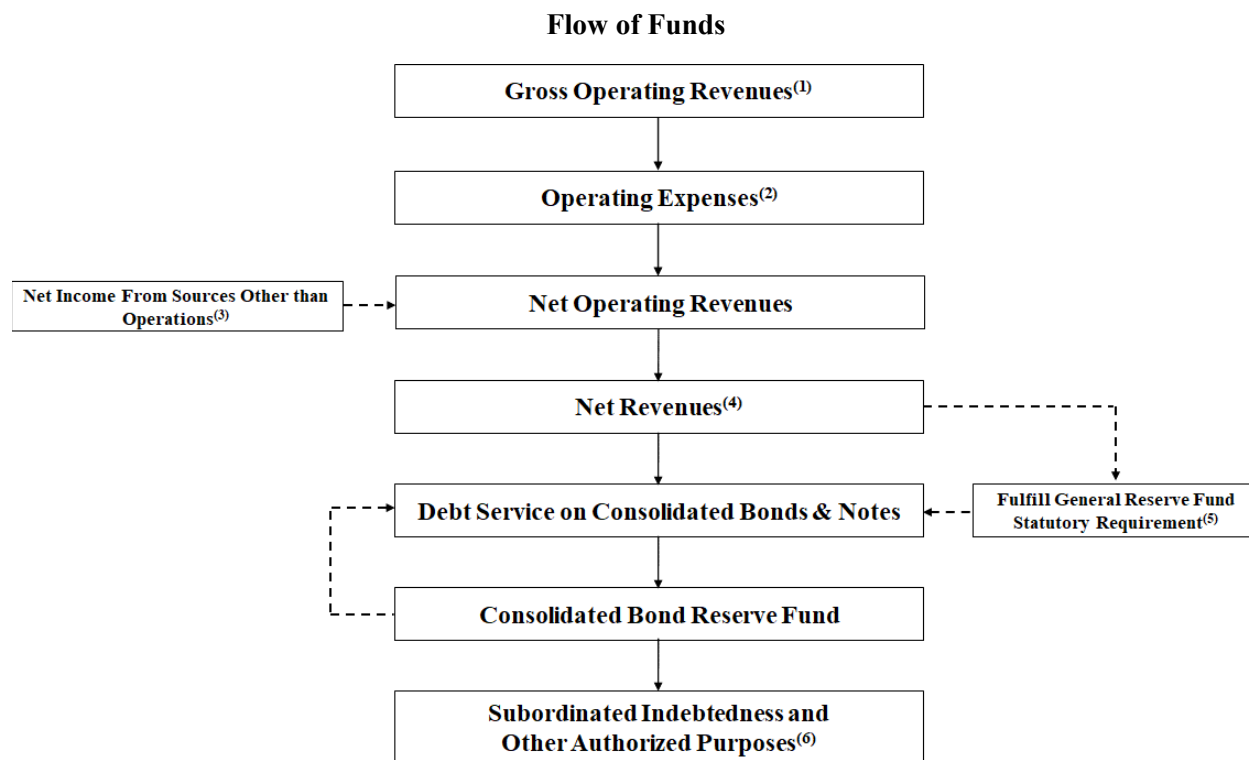 Flow of Funds
Gross Operating Revenues(1)
Operating Expenses(2)
Net Income From Sources Other than
Operations(3)
Net Operating Revenues
Net Revenues(4)
Debt Service on Consolidated Bonds & Notes
Fulfill General Reserve Fund
Statutory Requirement(5)
Consolidated Bond Reserve Fund
Subordinated Indebtedness and
Other Authorized Purposes(6)